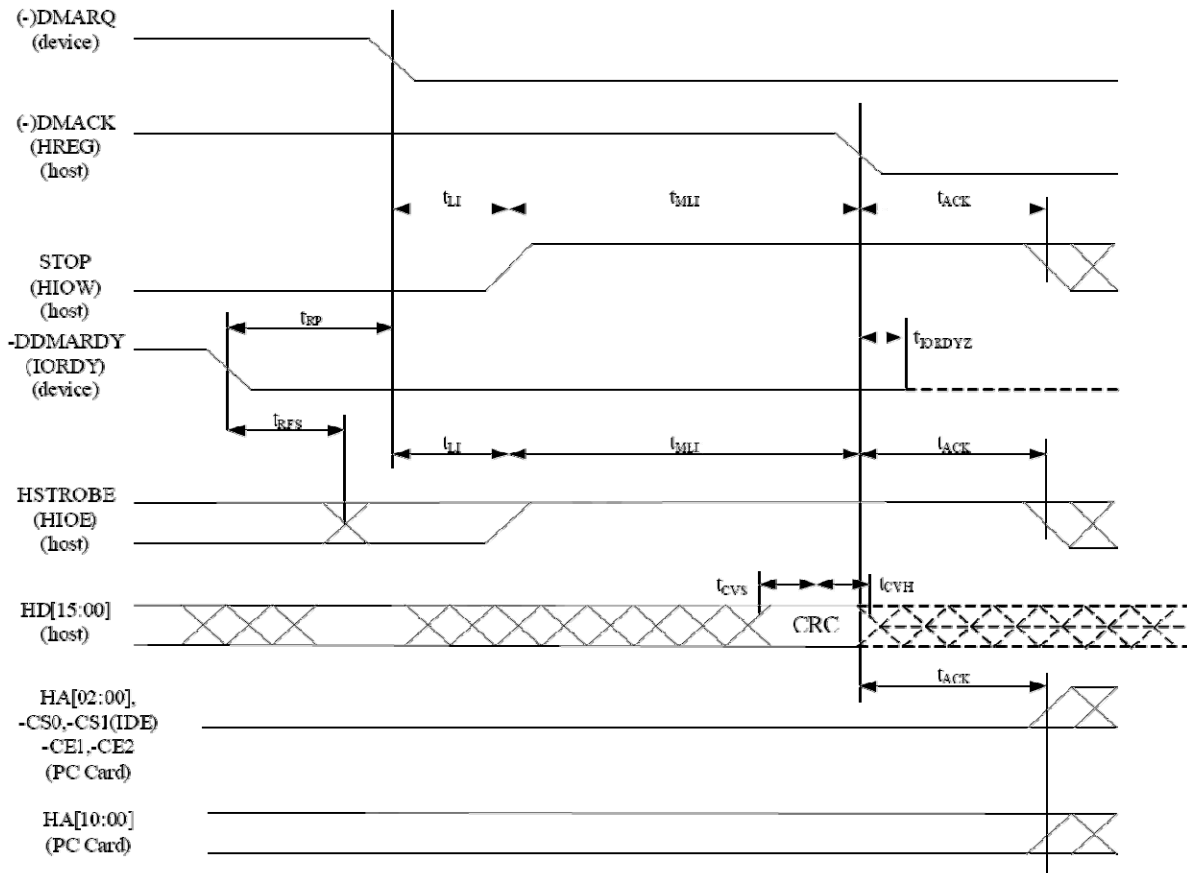 (-)DMARQ
(device)
(-)DMACK
(HREG)
(host)
tLI
tMLI
tACK
STOP
(HIOW)
(host)
tRP
-DDMARDY
(IORDY)
(device)
tIORDYZ
tRFS
tLI
tMLI
tACK
HSTROBE
(HIOE)
(host)
tCVS
tCVH
HD[15:00]
(host)
CRC
tACK
HA[02:00],
-CS0,-CS1(IDE)
-CE1,-CE2
(PC Card)
HA[10:00]
(PC Card)